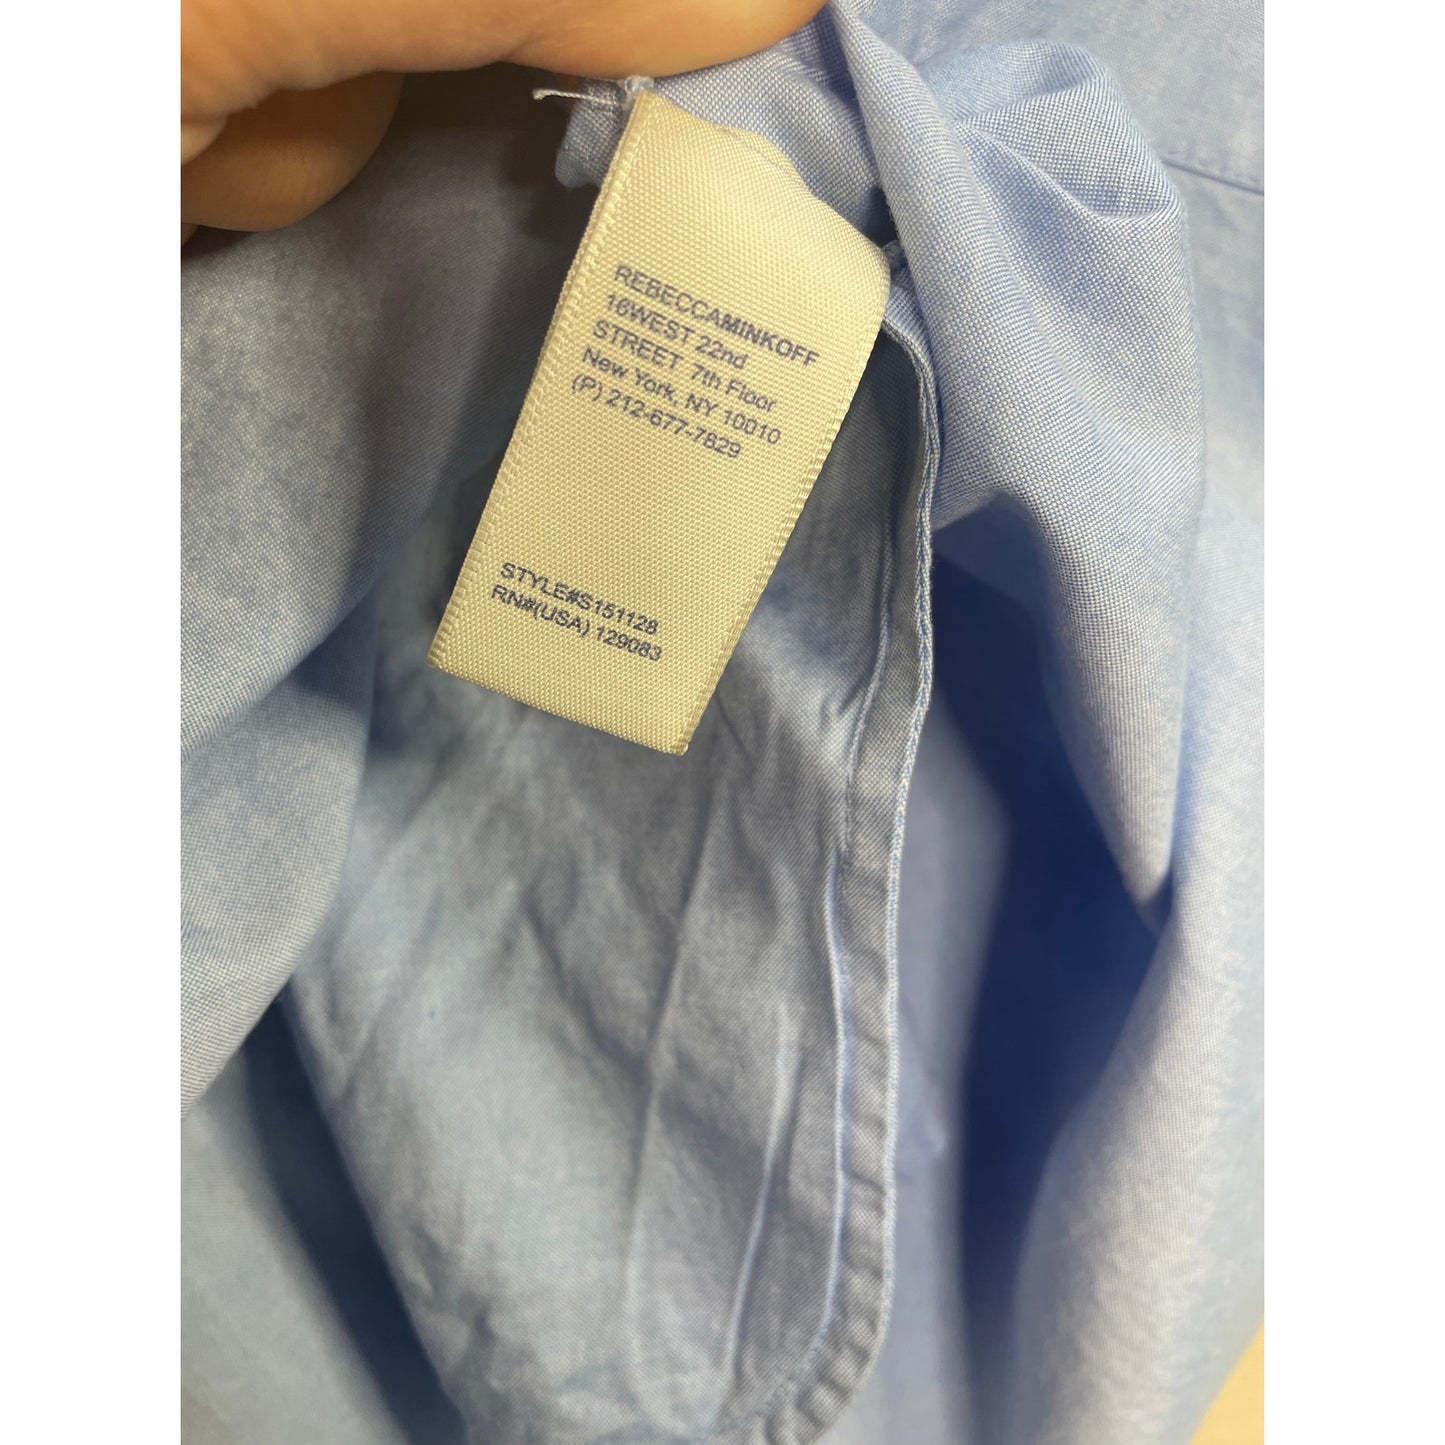 REBECCAMINKOFF
16WEST 22nd
STREET 7th Floor
New York, NY 10010
(P) 212-677-7829
STYLE#S151128
RN#(USA) 129083